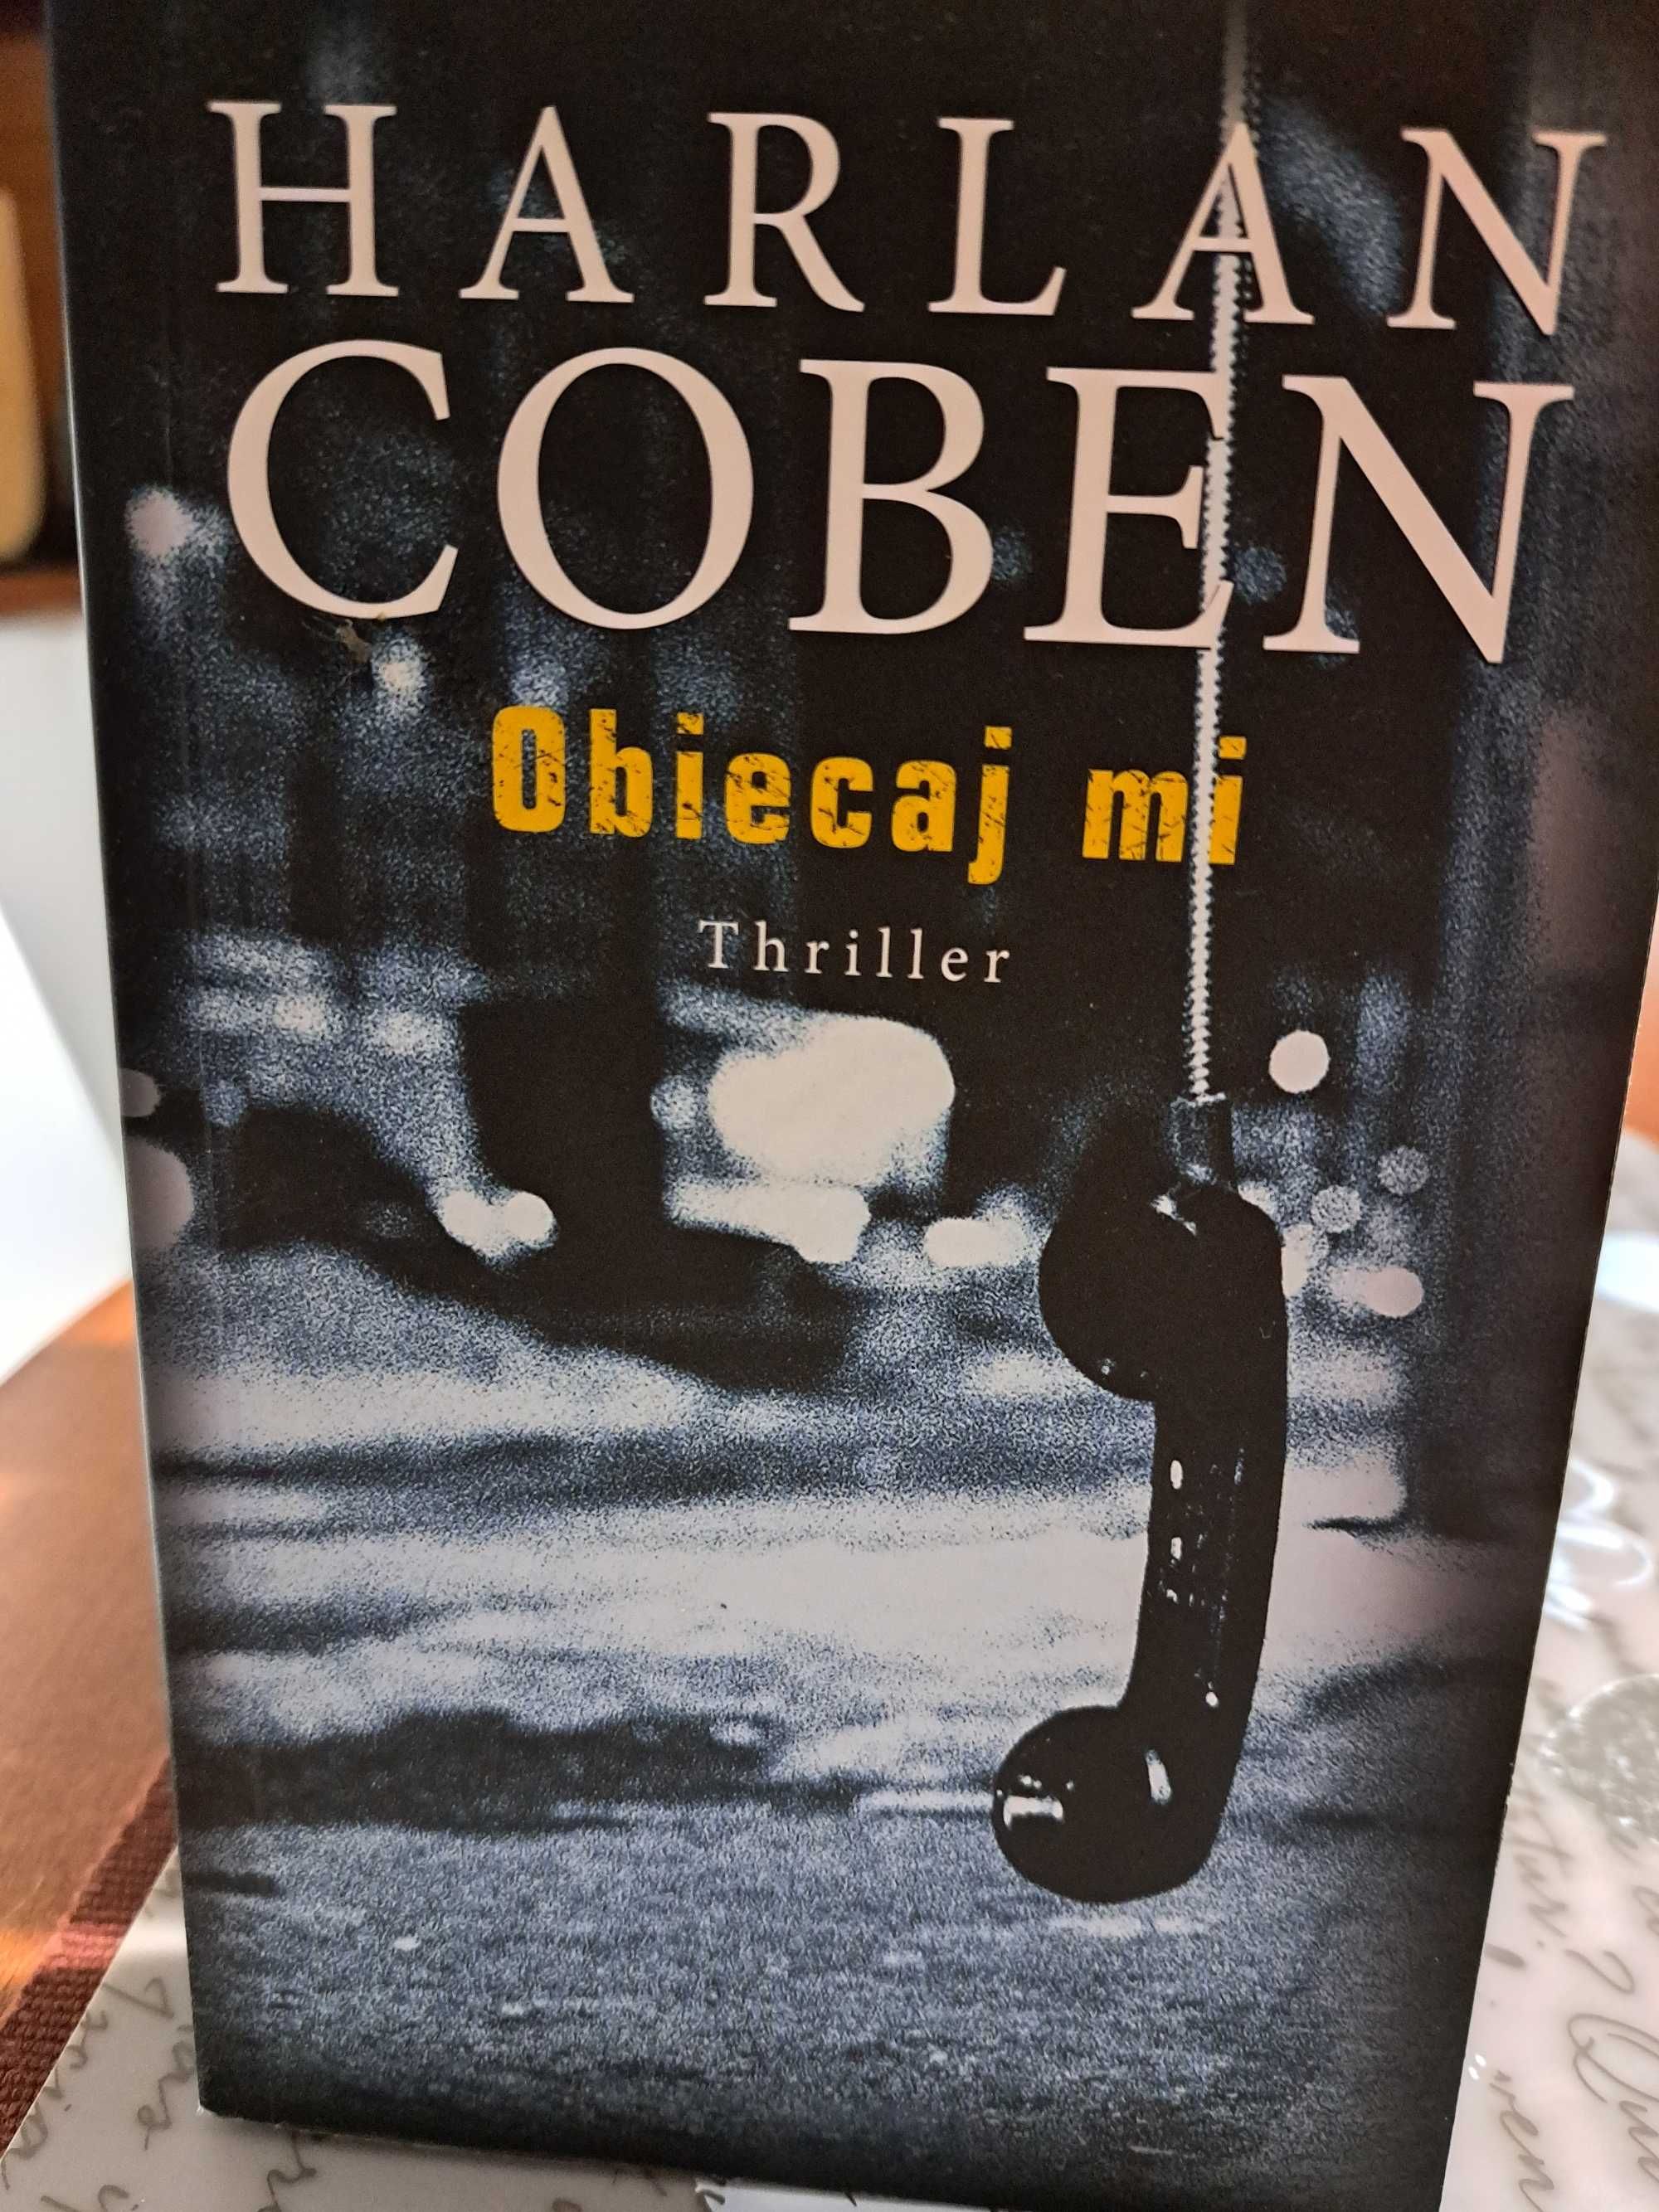 HARLAN
COBEN
Obiecaj mi
Thriller